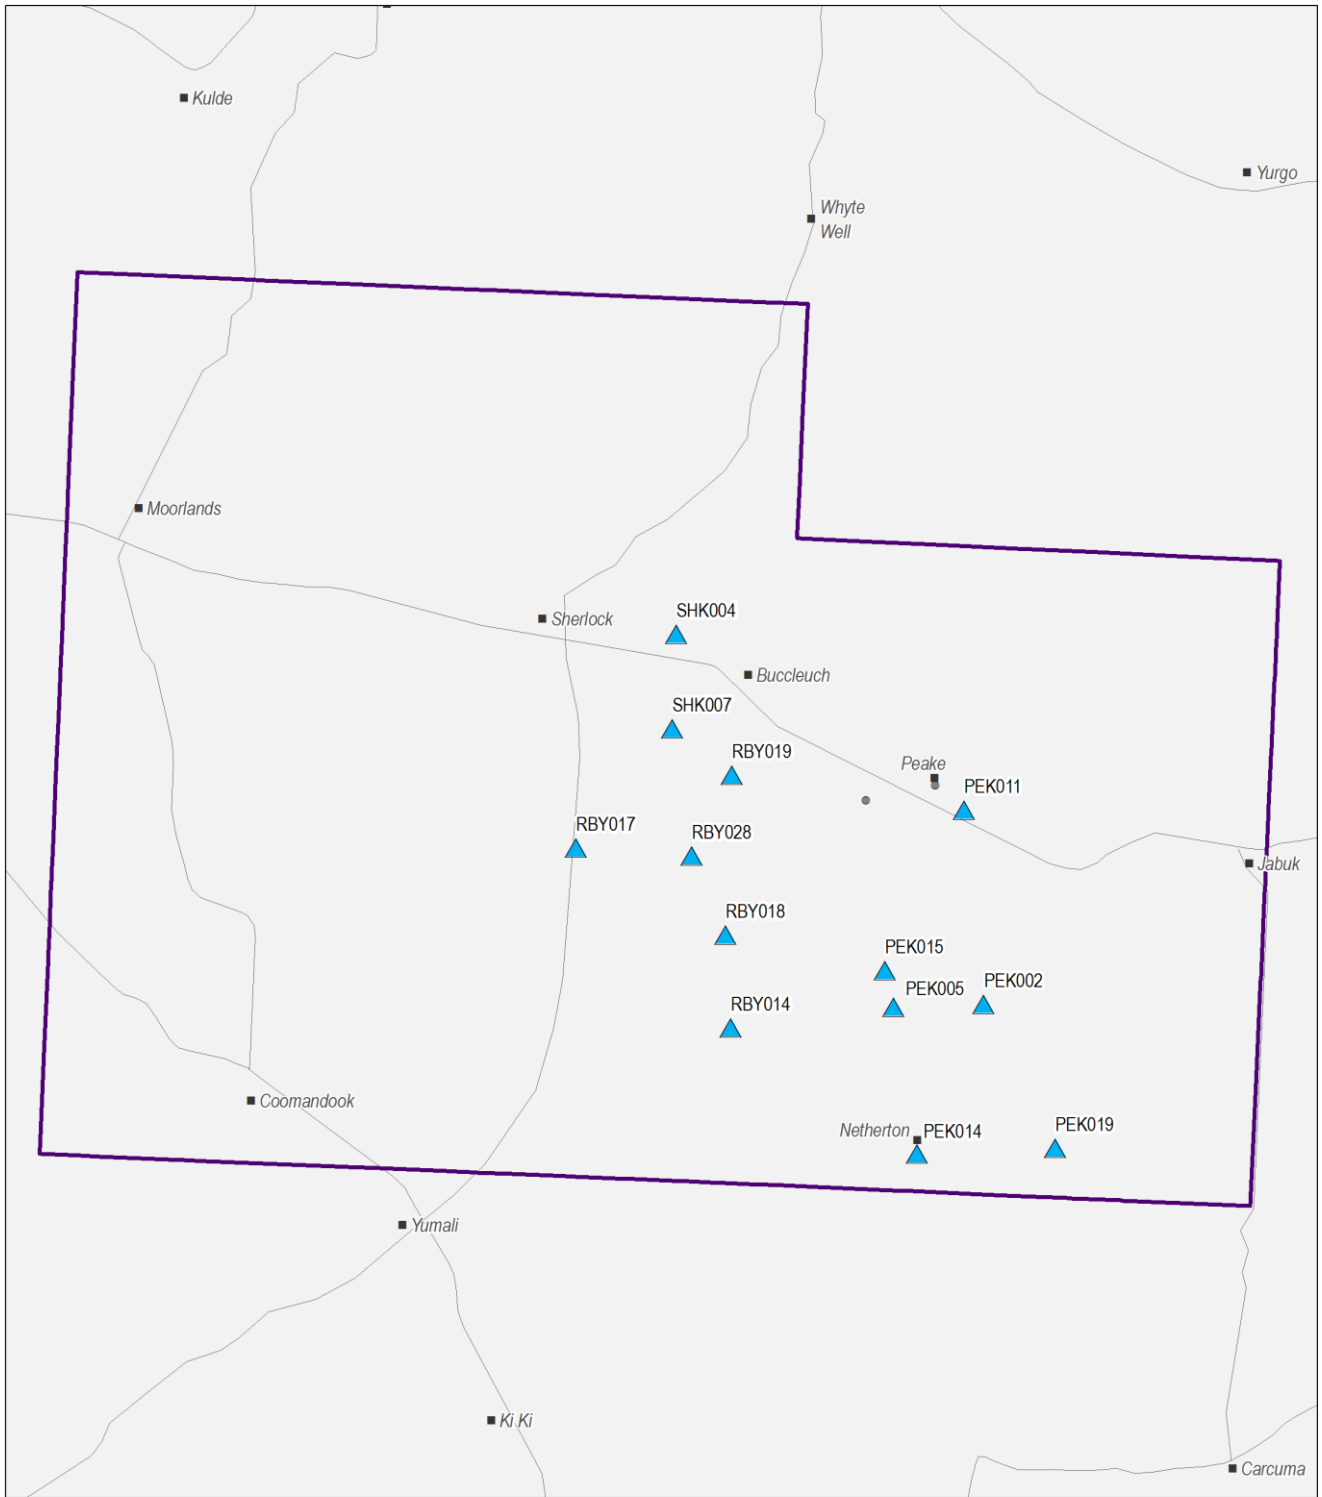 Kulde
Yurgo
Whyte
Well
Moorlands
SHK004
Sherlock
Buccleuch
SHK007
RBY019
Peake
PEK011
RBY017
RBY028
Jabuk
RBY018
PEK015
PEK002
PEK005
RBY014
Coomandook
PEK019
Netherton
PEK014
Yumali
Ki Ki
Carcuma